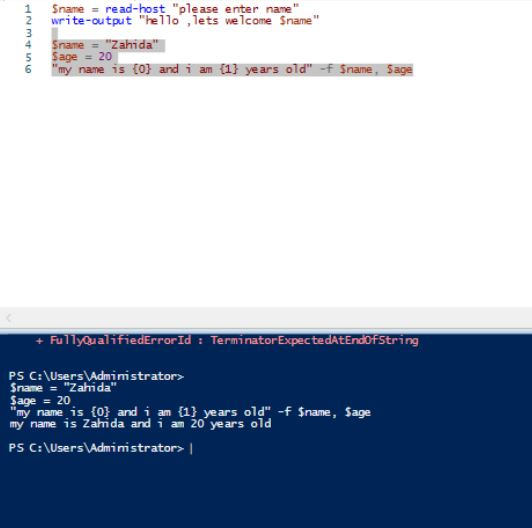 1 $name = read-host "please enter name"
2 write-output "hello ,lets welcome $name"
3
4 $name = "Zahida"
5 $age = 20
6 "my name is {0} and i am {1} years old" -f $name, $age
+ FullyQualifiedErrorId : TerminatorExpectedAtEndOfString
PS C:\Users\Administrator>
$name = "Zahida"
$age = 20
"my name is {0} and i am {1} years old" -f $name, $age
my name is Zahida and i am 20 years old
PS C:\Users\Administrator>